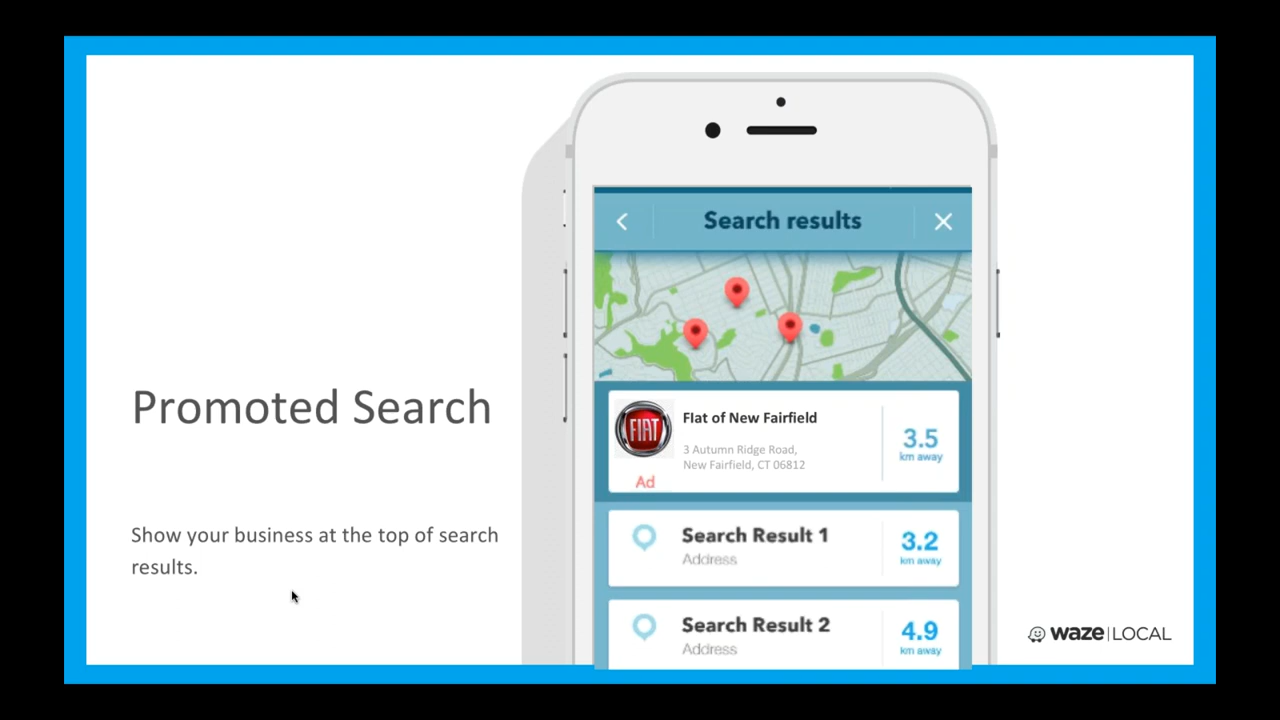 Promoted Search
Show your business at the top of search
results.
Search results
FIAT
FIat of New Fairfield
3 Autumn Ridge Road,
New Fairfield, CT 06812
Ad
3.5
km away
Search Result 1
Address
3.2
km away
Search Result 2
Address
4.9
km away
waze|LOCAL